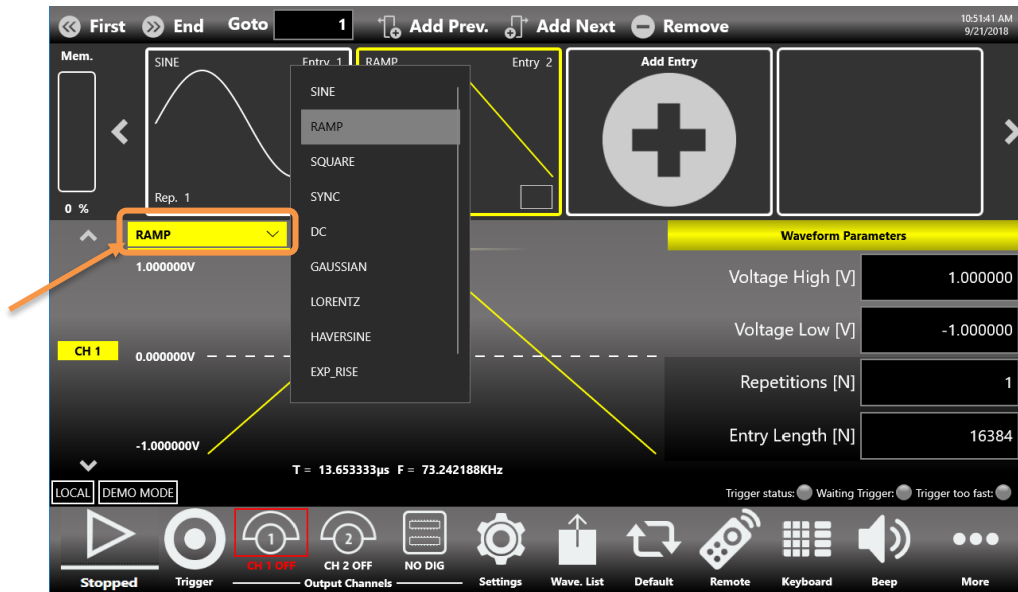 First
End
Goto
1
Add Prev.
Add Next
Remove
10:51:41 AM
9/21/2018
Mem.
0 %
SINE
Entry 1
Rep. 1
RAMP
Entry 2
Add Entry
SINE
RAMP
SQUARE
SYNC
DC
GAUSSIAN
LORENTZ
HAVERSINE
EXP_RISE
RAMP
1.000000V
CH 1
0.000000V
-1.000000V
T = 13.653333µs F = 73.242188KHz
Waveform Parameters
Voltage High [V]
1.000000
Voltage Low [V]
-1.000000
Repetitions [N]
1
Entry Length [N]
16384
LOCAL
DEMO MODE
Trigger status:
Waiting Trigger:
Trigger too fast:
1
CH 1 OFF
2
CH 2 OFF
NO DIG
Stopped
Trigger
Output Channels
Settings
Wave. List
Default
Remote
Keyboard
Beep
More